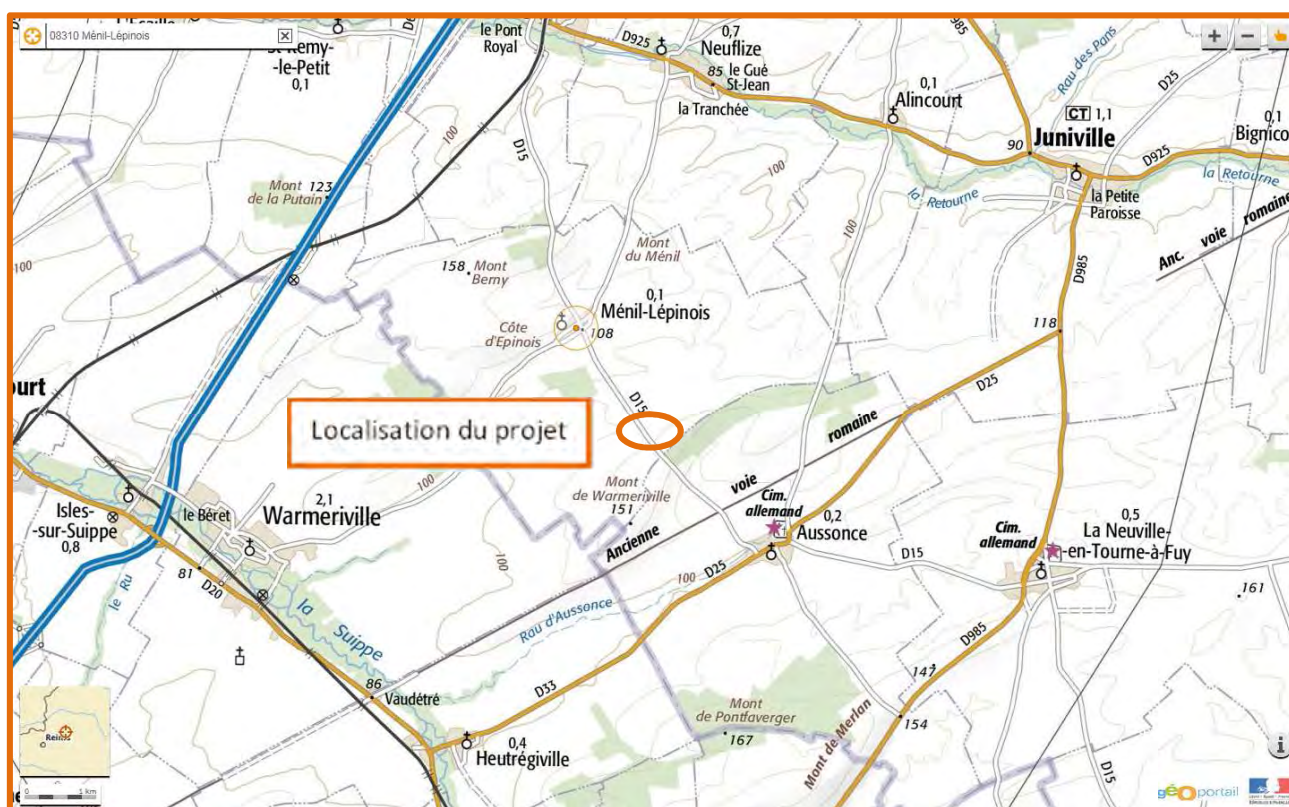 08310 Ménil-Lépinois
-le-Petit
0,1
le Pont
Royal
D925
0,7
Neuflize
85 le Gué
St-Jean
la Tranchée
D985
0,1
Alincourt
Rau des Pans
D25
CT 1,1
90
Juniville
0,1
D925
la Retourne
la Retourne
la Petite
Paroisse
Anc. voie romaine
D985
100
D15
100
100
100
Mont
de la Putain
123
158
Mont
Berny
Mont
du Ménil
0,1
Ménil-Lépinois
108
Côte
d'Epinois
118
D25
ourt
D15
Localisation du projet
Ancienne voie romaine
Mont
de Warmeriville
151
100
2,1
Warmeriville
le Béret
Isles-
-sur-Suippe
0,8
le Ru
81
D20
la Suippe
Cim.
allemand
0,2
Aussonce
D25
100
D15
Cim.
allemand
0,5
La Neuville-
-en-Tourne-à-Fuy
161
Rau d'Aussonce
D985
147
86
Vaudétré
D33
Mont
de Pontfaverger
167
Mont de Merlan
154
0,4
Heutrégiville
D15
Reims
0 1 km
i
géoportail